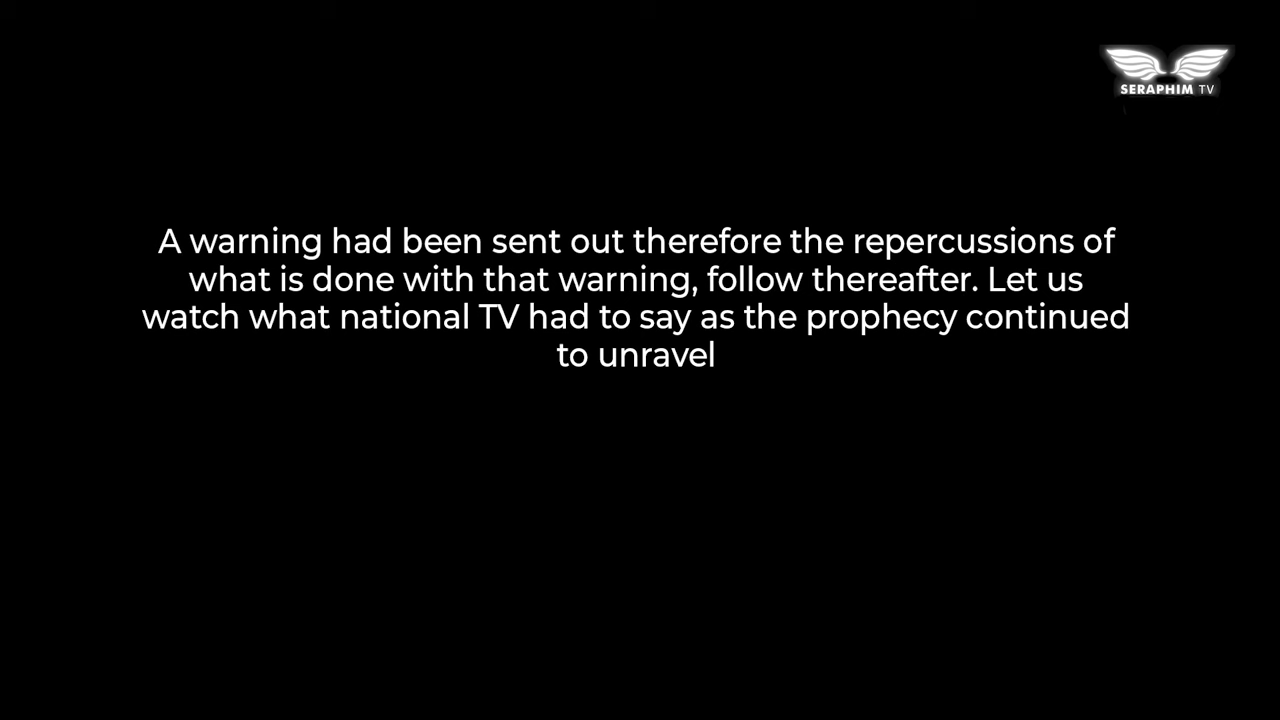 SERAPHIM TV
A warning had been sent out therefore the repercussions of
what is done with that warning, follow thereafter. Let us
watch what national TV had to say as the prophecy continued
to unravel